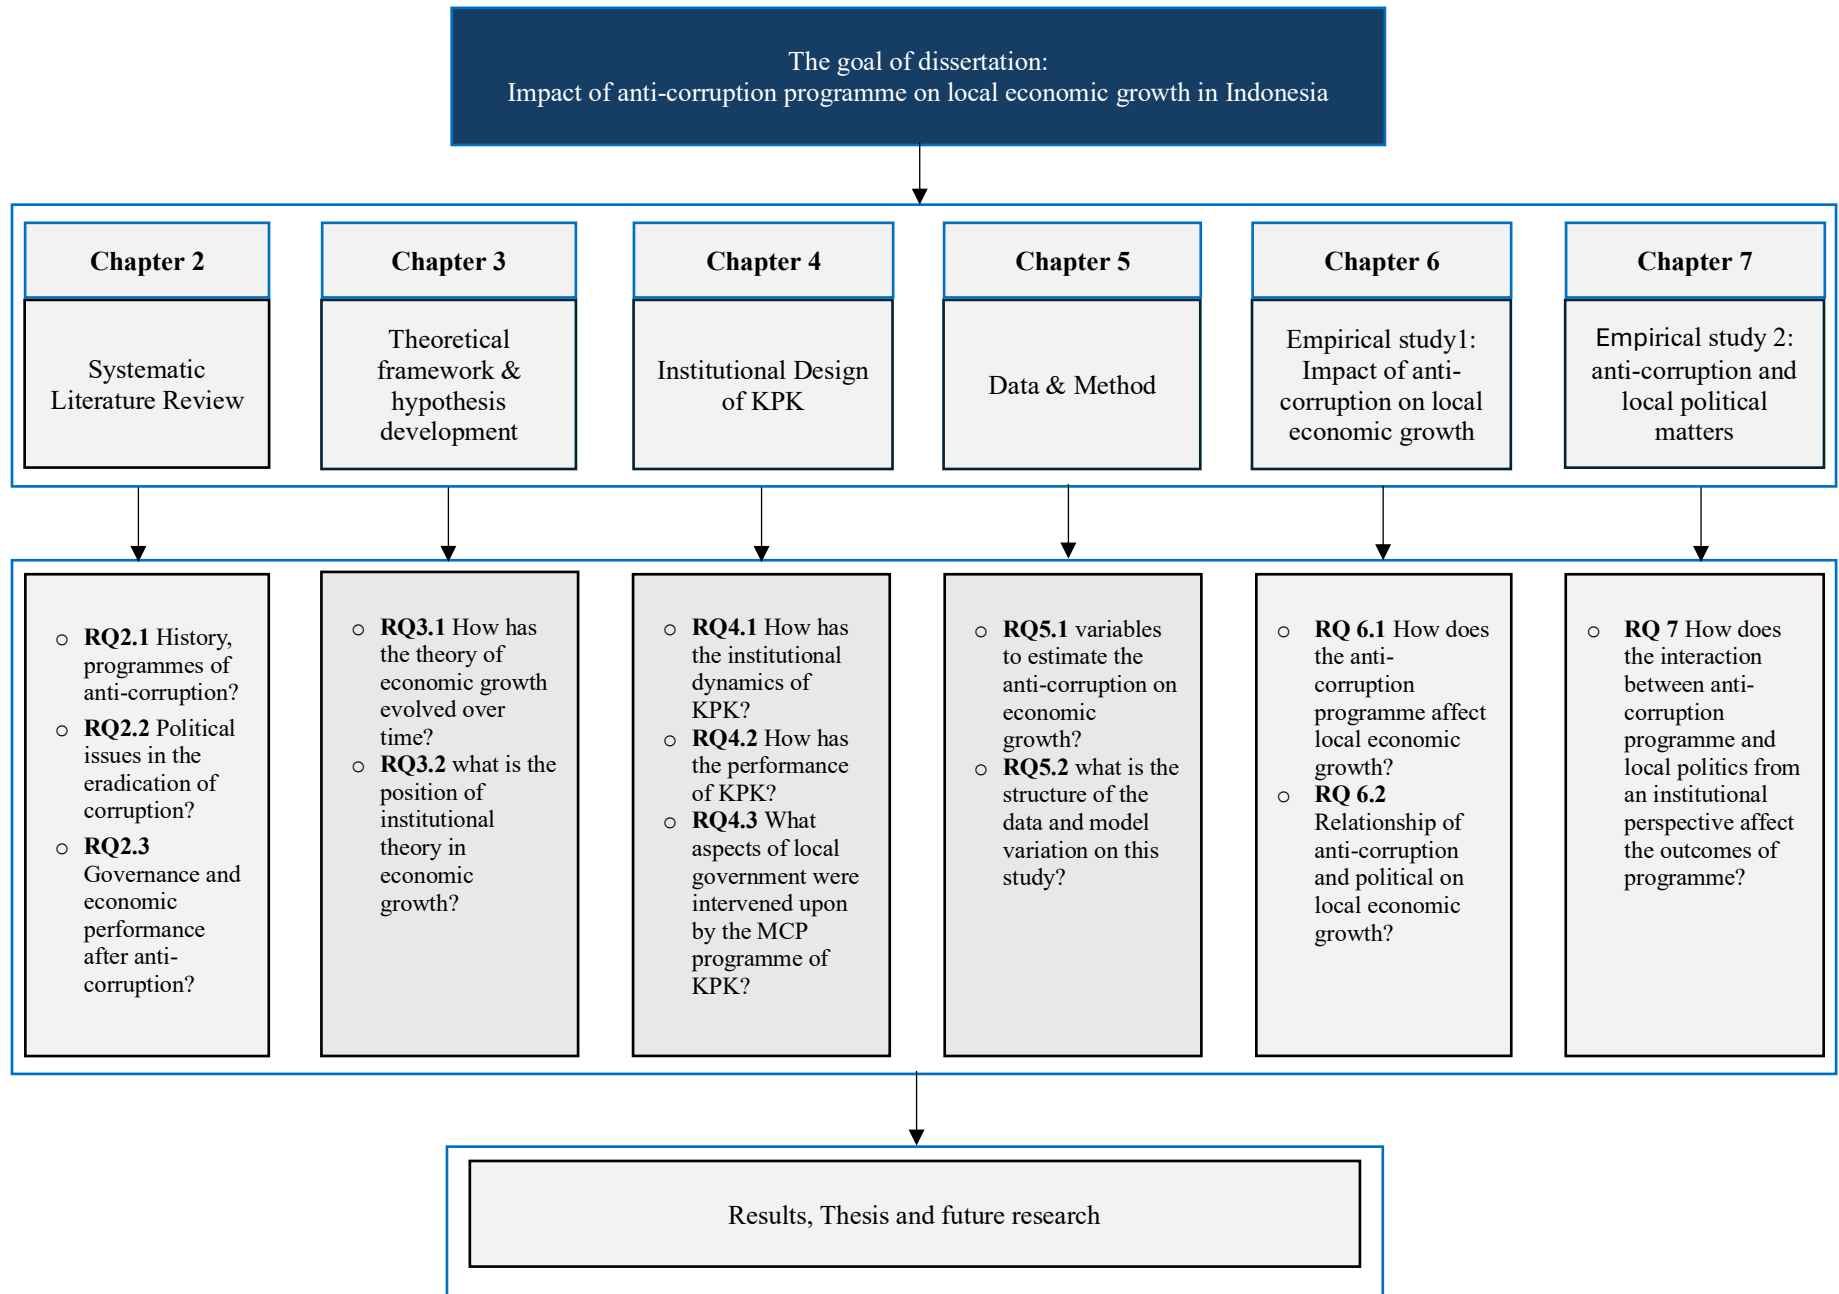 The goal of dissertation:
Impact of anti-corruption programme on local economic growth in Indonesia
Chapter 2
Systematic
Literature Review
Chapter 3
Theoretical
framework &
hypothesis
development
Chapter 4
Institutional Design
of KPK
Chapter 5
Data & Method
Chapter 6
Empirical study1:
Impact of anti-
corruption on local
economic growth
Chapter 7
Empirical study 2:
anti-corruption and
local political
matters
o RQ2.1 History,
programmes of
anti-corruption?
o RQ2.2 Political
issues in the
eradication of
corruption?
o RQ2.3
Governance and
economic
performance
after anti-
corruption?
o RQ3.1 How has
the theory of
economic growth
evolved over
time?
o RQ3.2 what is the
position of
institutional
theory in
economic
growth?
o RQ4.1 How has
the institutional
dynamics of
KPK?
o RQ4.2 How has
the performance
of KPK?
o RQ4.3 What
aspects of local
government were
intervened upon
by the MCP
programme of
KPK?
o RQ5.1 variables
to estimate the
anti-corruption on
economic
growth?
o RQ5.2 what is the
structure of the
data and model
variation on this
study?
o RQ 6.1 How does
the anti-
corruption
programme affect
local economic
growth?
o RQ 6.2
Relationship of
anti-corruption
and political on
local economic
growth?
o RQ 7 How does
the interaction
between anti-
corruption
programme and
local politics from
an institutional
perspective affect
the outcomes of
programme?
Results, Thesis and future research